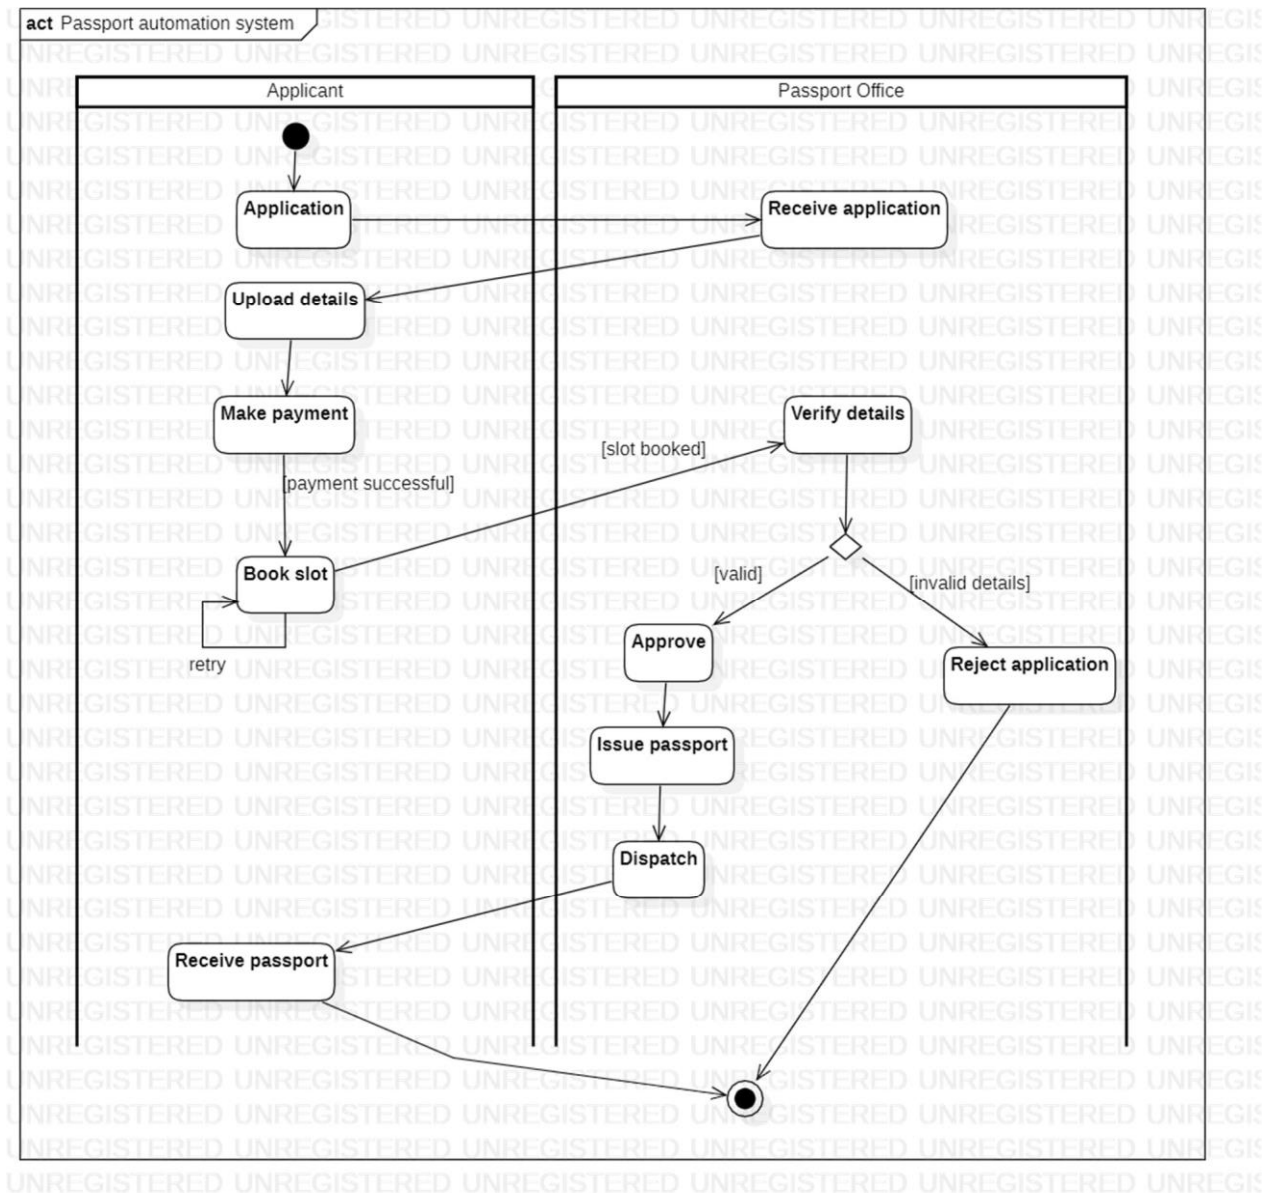 act Passport automation system
Applicant
Passport Office
Application
Receive application
Upload details
Make payment
Verify details
[slot booked]
[payment successful]
Book slot
[valid]
[invalid details]
retry
Approve
Reject application
Issue passport
Dispatch
Receive passport
UNREGISTERED